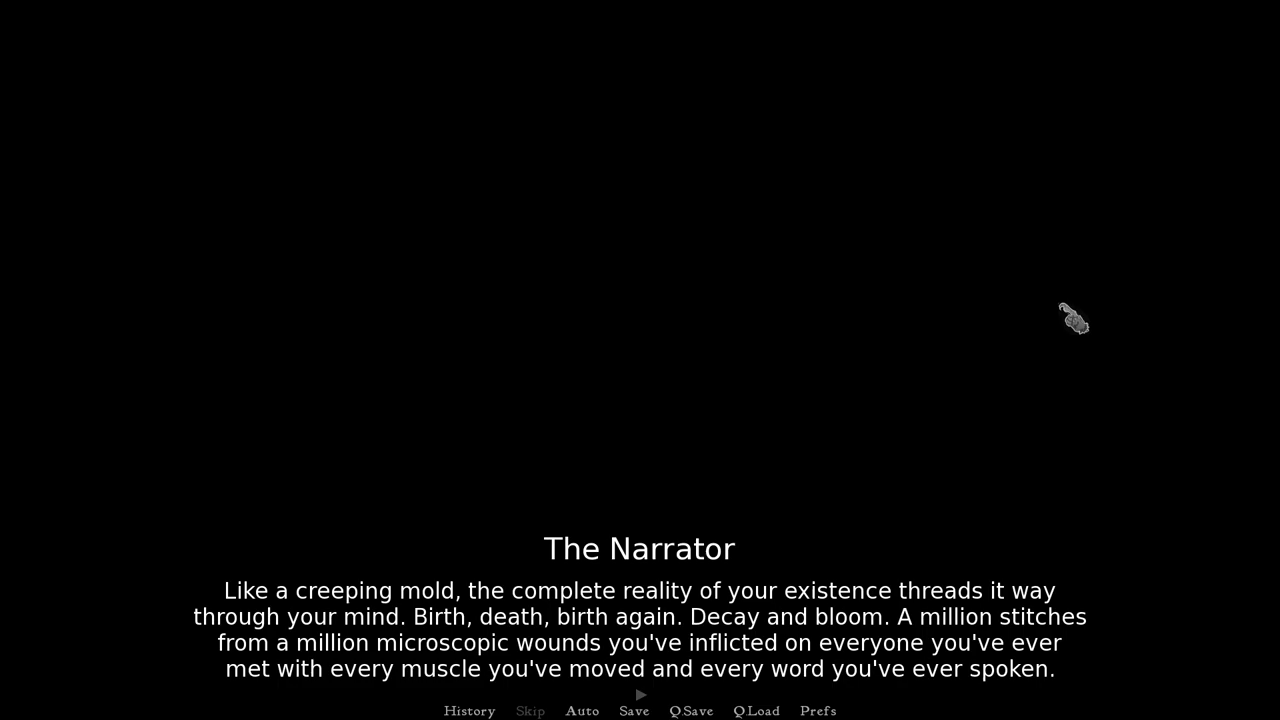 The Narrator
Like a creeping mold, the complete reality of your existence threads it way
through your mind. Birth, death, birth again. Decay and bloom. A million stitches
from a million microscopic wounds you've inflicted on everyone you've ever
met with every muscle you've moved and every word you've ever spoken.
History Skip Auto Save Q.Save Q.Load Prefs